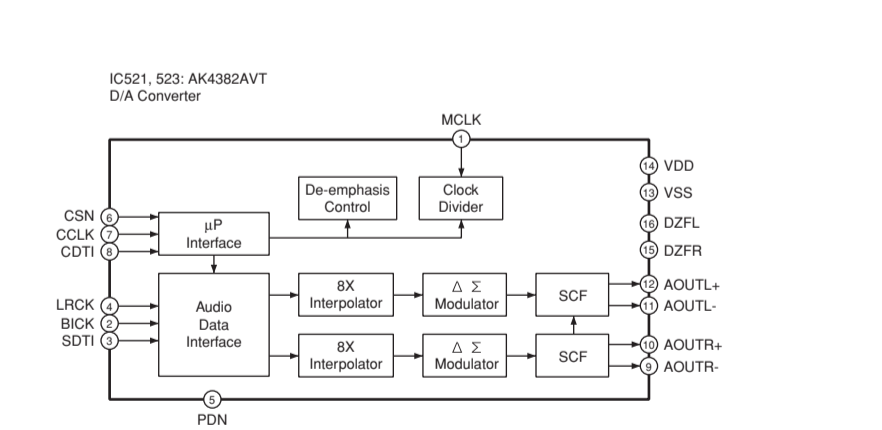 IC521, 523: AK4382AVT
D/A Converter
MCLK
1
14 VDD
De-emphasis
Control
Clock
Divider
13 VSS
CSN 6
16 DZFL
CCLK 7
μP
Interface
CDTI 8
15 DZFR
8X
Interpolator
Δ Σ
Modulator
SCF
12 AOUTL+
LRCK 4
11 AOUTL-
Audio
Data
Interface
BICK 2
SDTI 3
8X
Interpolator
Δ Σ
Modulator
SCF
10 AOUTR+
9 AOUTR-
5
PDN